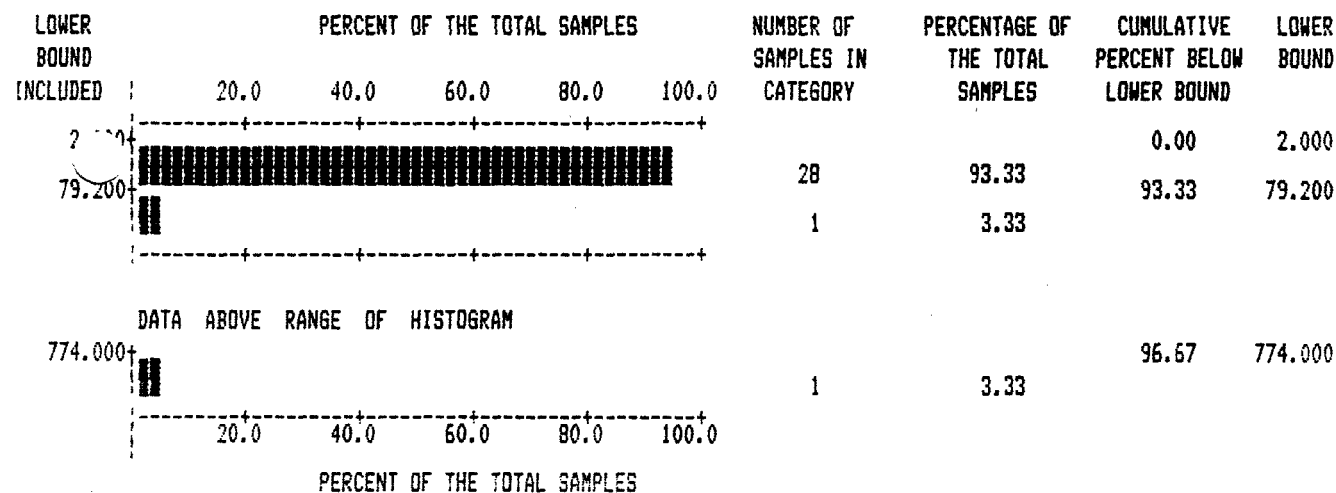 LOWER PERCENT OF THE TOTAL SAMPLES NUMBER OF PERCENTAGE OF CUMULATIVE LOWER
BOUND SAMPLES IN THE TOTAL PERCENT BELOW BOUND
INCLUDED 20.0 40.0 60.0 80.0 100.0 CATEGORY SAMPLES LOWER BOUND
0.00 2.000
28 93.33
79.200 93.33 79.200
1 3.33
DATA ABOVE RANGE OF HISTOGRAM
774.000 96.67 774.000
1 3.33
20.0 40.0 60.0 80.0 100.0
PERCENT OF THE TOTAL SAMPLES